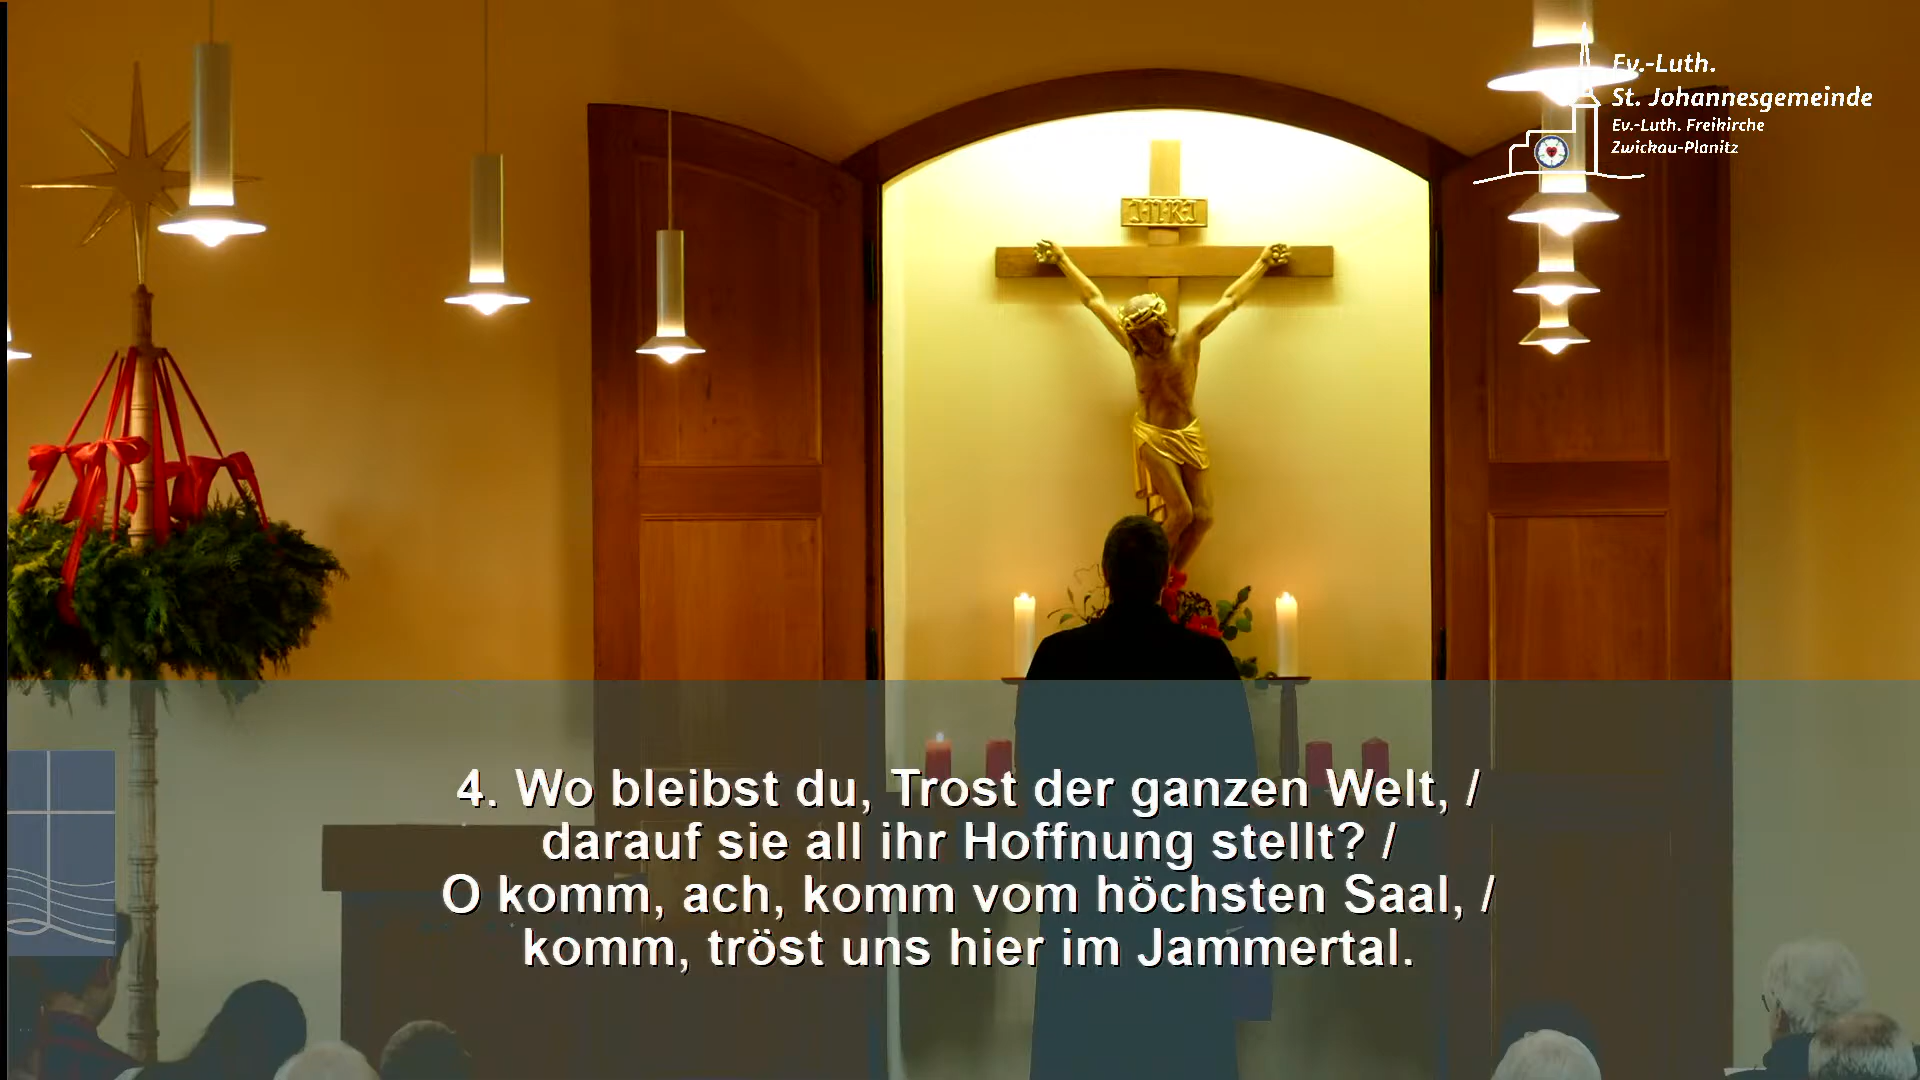 Ev.-Luth.
St. Johannesgemeinde
Ev.-Luth. Freikirche
Zwickau-Planitz
INRI
4. Wo bleibst du, Trost der ganzen Welt, /
darauf sie all ihr Hoffnung stellt? /
O komm, ach, komm vom höchsten Saal, /
komm, tröst uns hier im Jammertal.